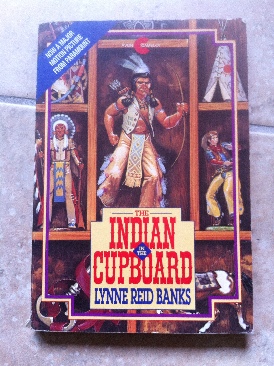 NOW A MAJOR
MOTION PICTURE
FROM PARAMOUNT
THE
INDIAN
IN THE
CUPBOARD
LYNNE REID BANKS